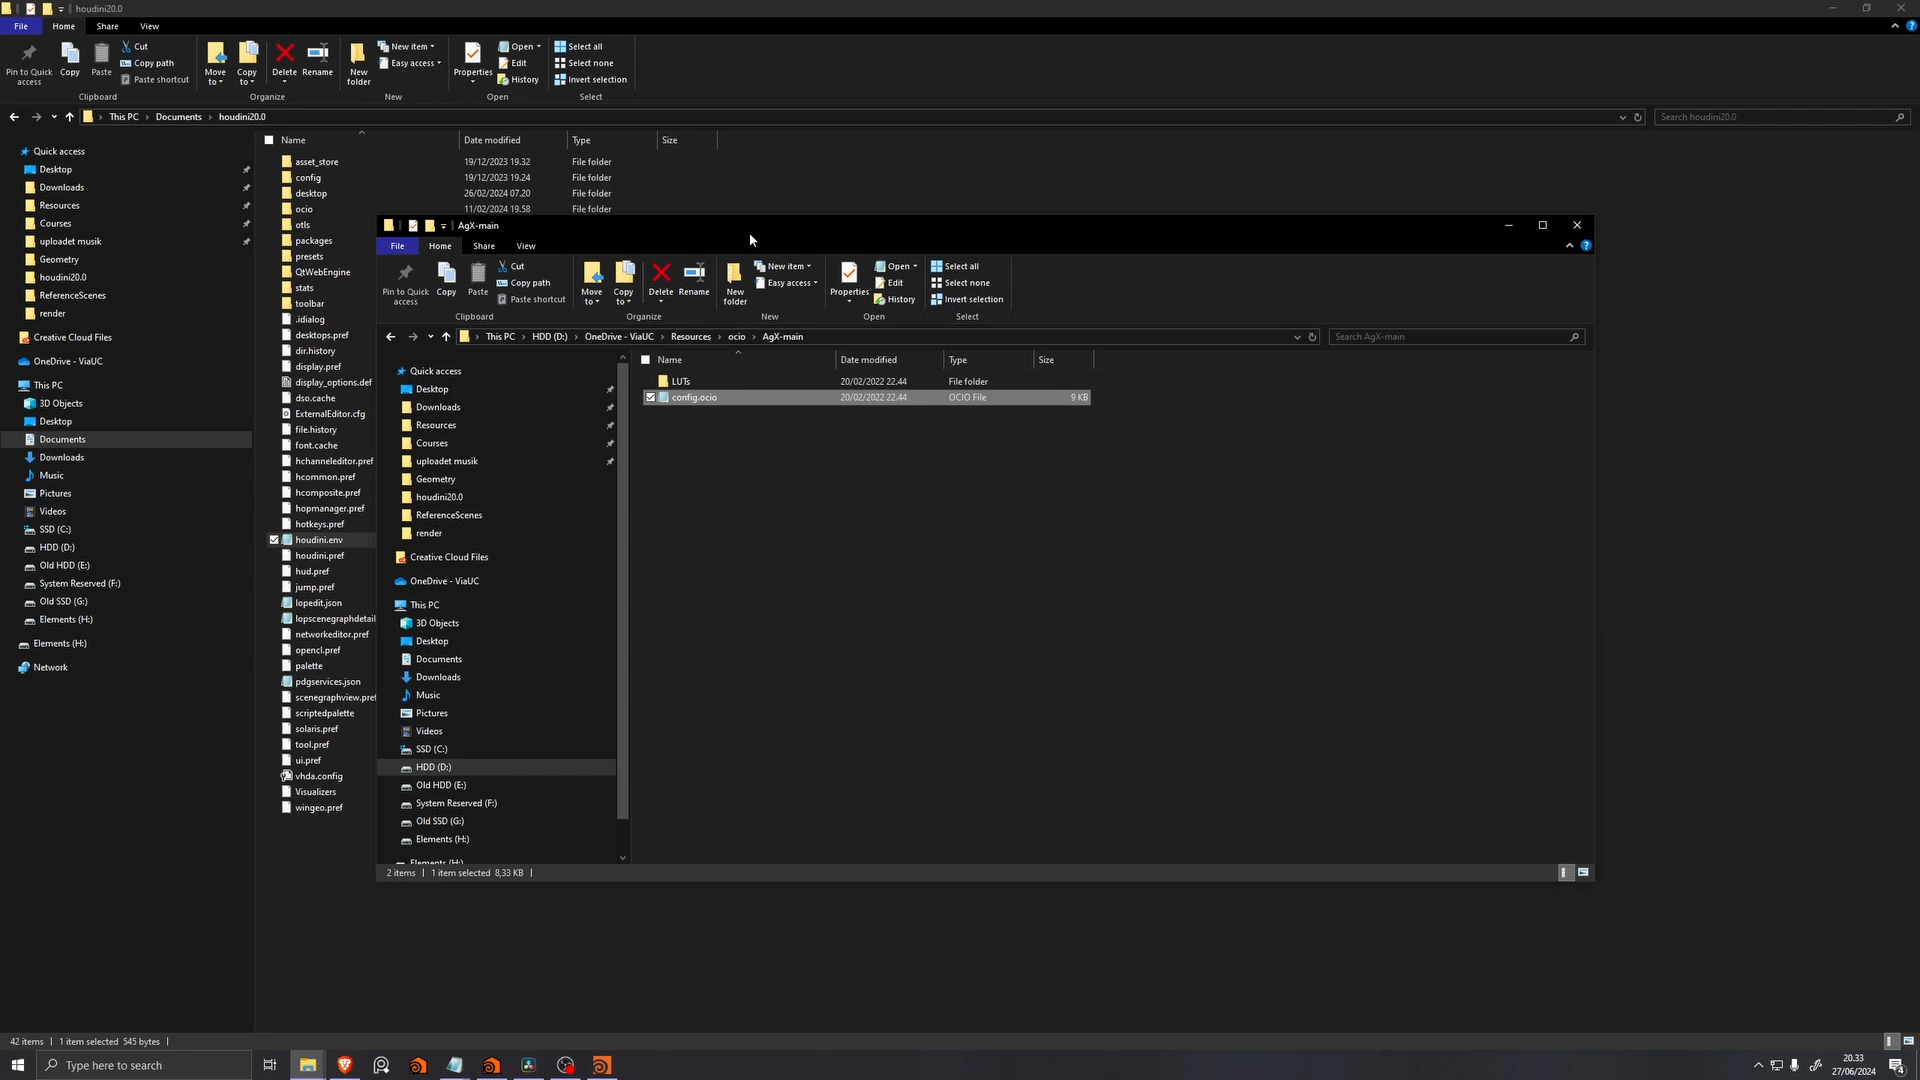 houdini20.0
File Home Share View
Pin to Quick access
Copy
Paste
Cut
Copy path
Paste shortcut
Move to
Copy to
Delete
Rename
New folder
New item
Easy access
Properties
Open
Edit
History
Select all
Select none
Invert selection
Clipboard Organize New Open Select
This PC Documents houdini20.0
Search houdini20.0
Quick access
Desktop
Downloads
Resources
Courses
uploadet musik
Geometry
houdini20.0
ReferenceScenes
render
Creative Cloud Files
OneDrive - ViaUC
This PC
3D Objects
Desktop
Documents
Downloads
Music
Pictures
Videos
SSD (C:)
HDD (D:)
Old HDD (E:)
System Reserved (F:)
Old SSD (G:)
Elements (H:)
Elements (H:)
Network
Name Date modified Type Size
asset_store 19/12/2023 19.32 File folder
config 19/12/2023 19.24 File folder
desktop 26/02/2024 07.20 File folder
ocio 11/02/2024 19.58 File folder
otls
packages
presets
QtWebEngine
stats
toolbar
.idialog
desktops.pref
dir.history
display.pref
display_options.def
dso.cache
ExternalEditor.cfg
file.history
font.cache
hchanneleditor.pref
hcommon.pref
hcomposite.pref
hopmanager.pref
hotkeys.pref
houdini.env
houdini.pref
hud.pref
jump.pref
lopedit.json
lopscenegraphdetail
networkeditor.pref
opencl.pref
palette
pdgservices.json
scenegraphview.pref
scriptedpalette
solaris.pref
tool.pref
ui.pref
vhda.config
Visualizers
wingeo.pref
AgX-main
File Home Share View
Pin to Quick access
Copy
Paste
Cut
Copy path
Paste shortcut
Move to
Copy to
Delete
Rename
New folder
New item
Easy access
Properties
Open
Edit
History
Select all
Select none
Invert selection
Clipboard Organize New Open Select
This PC HDD (D:) OneDrive - ViaUC Resources ocio AgX-main
Search AgX-main
Quick access
Desktop
Downloads
Resources
Courses
uploadet musik
Geometry
houdini20.0
ReferenceScenes
render
Creative Cloud Files
OneDrive - ViaUC
This PC
3D Objects
Desktop
Documents
Downloads
Music
Pictures
Videos
SSD (C:)
HDD (D:)
Old HDD (E:)
System Reserved (F:)
Old SSD (G:)
Elements (H:)
Elements (H:)
Name Date modified Type Size
LUTs 20/02/2022 22.44 File folder
config.ocio 20/02/2022 22.44 OCIO File 9 KB
2 items 1 item selected 8,33 KB
42 items 1 item selected 545 bytes
Type here to search
20.33
27/06/2024
4